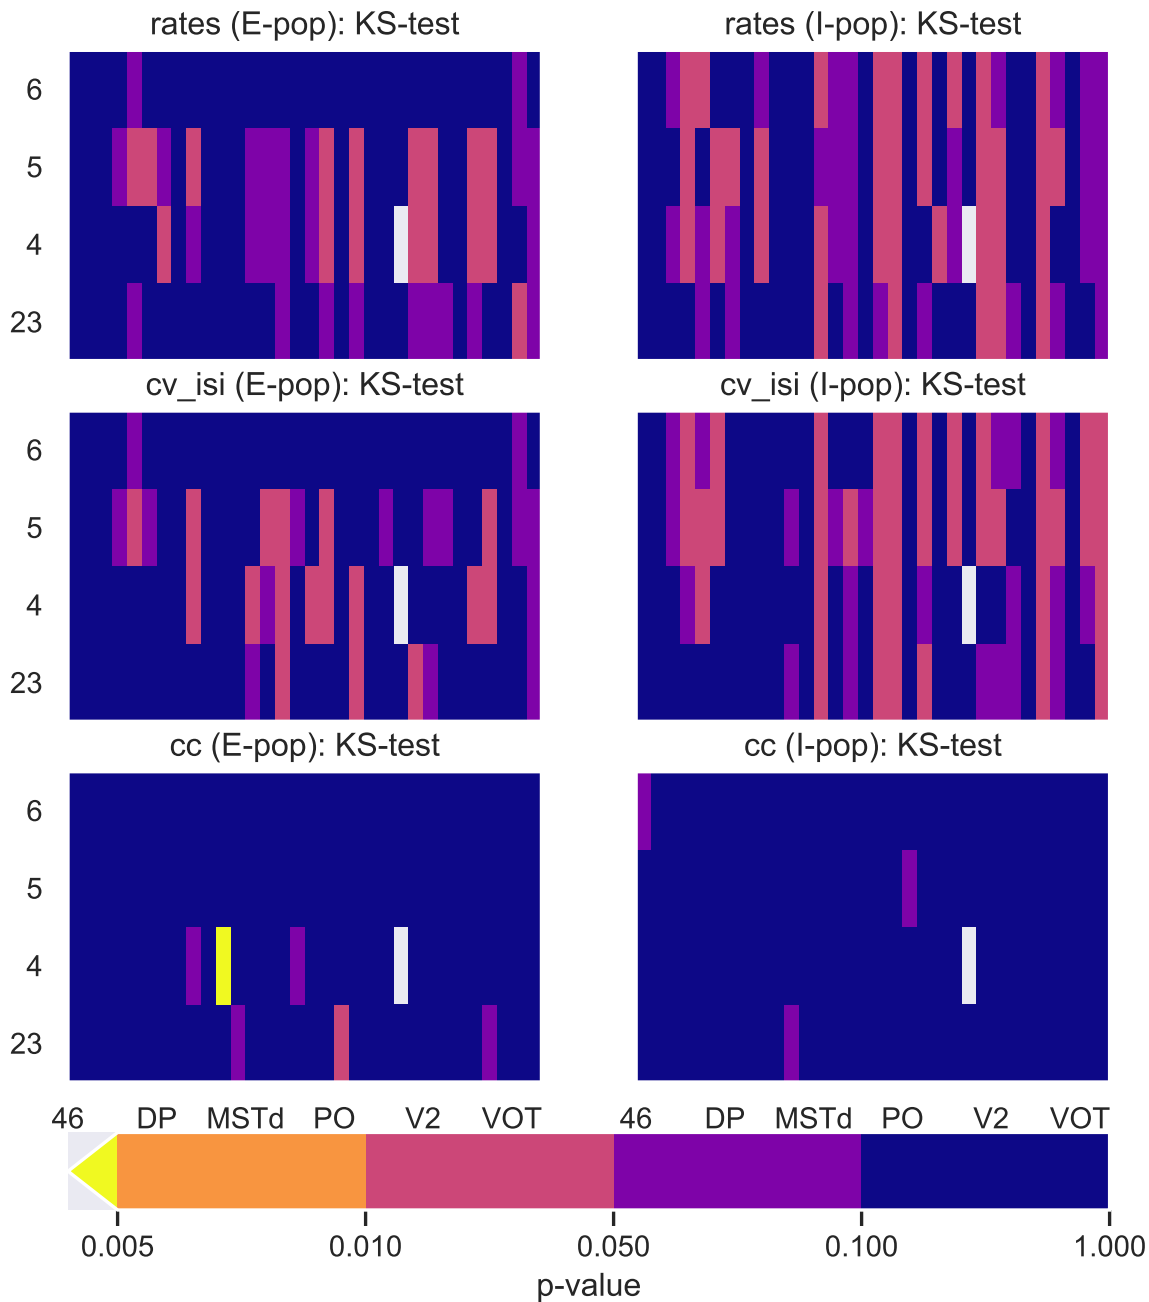 rates (E-pop): KS-test
rates (I-pop): KS-test
6
5
4
23
cv_isi (E-pop): KS-test
cv_isi (I-pop): KS-test
6
5
4
23
cc (E-pop): KS-test
cc (I-pop): KS-test
6
5
4
23
46 DP MSTd PO V2 VOT
46 DP MSTd PO V2 VOT
0.005 0.010 0.050 0.100 1.000
p-value